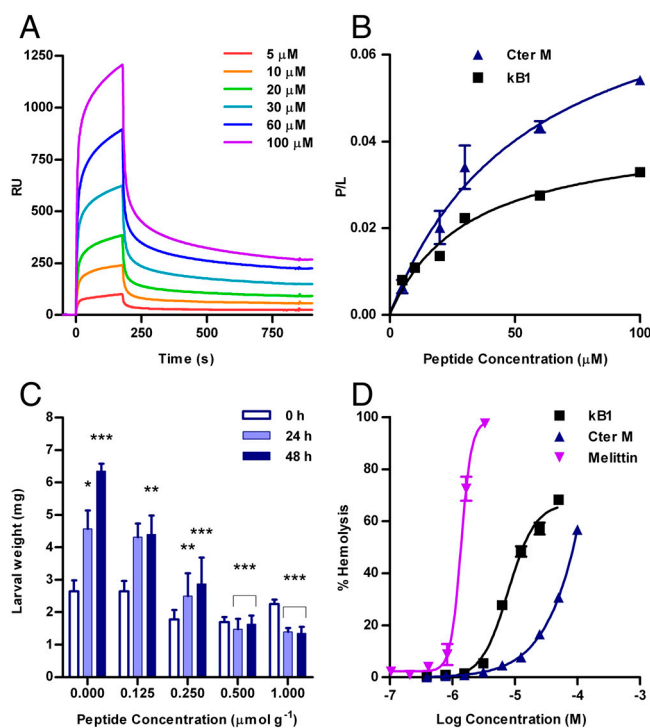 A
1250
1000
750
500
250
0
RU
0 250 500 750
Time (s)
5 μM
10 μM
20 μM
30 μM
60 μM
100 μM
B
0.06
0.04
0.02
0.00
P/L
0 50 100
Peptide Concentration (μM)
Cter M
kB1
C
8
7
6
5
4
3
2
1
0
Larval weight (mg)
0 h
24 h
48 h
* *** ** ** *** *** ***
0.000 0.125 0.250 0.500 1.000
Peptide Concentration (μmol g⁻¹)
D
100
80
60
40
20
0
% Hemolysis
-7 -6 -5 -4 -3
Log Concentration (M)
kB1
Cter M
Melittin